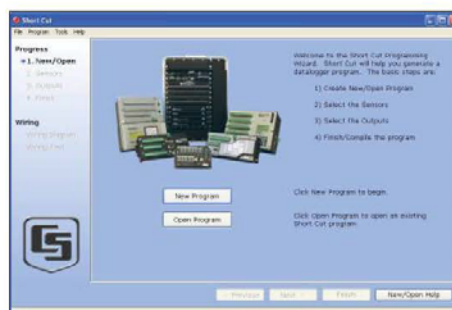 Short Cut
File Program Tools Help
Progress
1. New/Open
2. Sensors
3. Outputs
4. Finish
Wiring
Wiring Diagram
Wiring Text
Welcome to the Short Cut Programming
Wizard. Short Cut will help you generate a
datalogger program. The basic steps are:
1) Create New/Open Program
2) Select the Sensors
3) Select the Outputs
4) Finish/Compile the program
New Program
Click New Program to begin.
Open Program
Click Open Program to open an existing
Short Cut program.
Previous
Next
Finish
New/Open Help